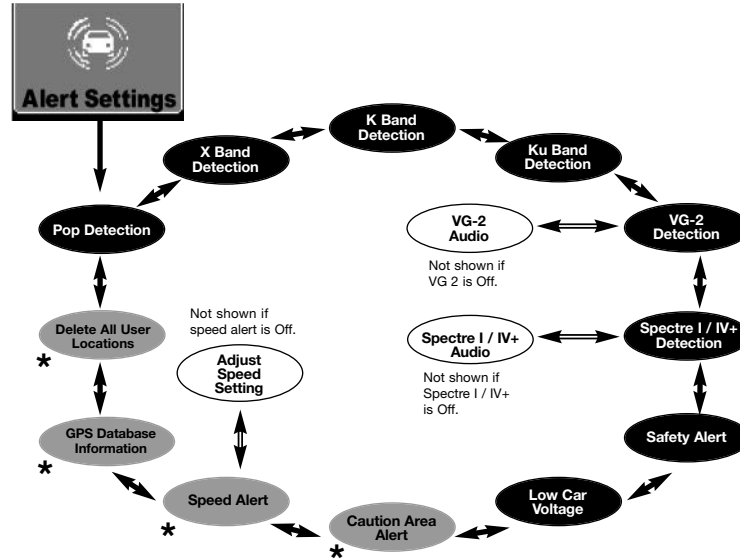 Alert Settings
K Band
Detection
X Band
Detection
Ku Band
Detection
Pop Detection
VG-2
Audio
VG-2
Detection
Not shown if
VG 2 is Off.
Not shown if
speed alert is Off.
Delete All User
Locations
*
Spectre I / IV+
Audio
Spectre I / IV+
Detection
Adjust
Speed
Setting
Not shown if
Spectre I / IV+
is Off.
GPS Database
Information
*
Safety Alert
Speed Alert
*
Low Car
Voltage
Caution Area
Alert
*